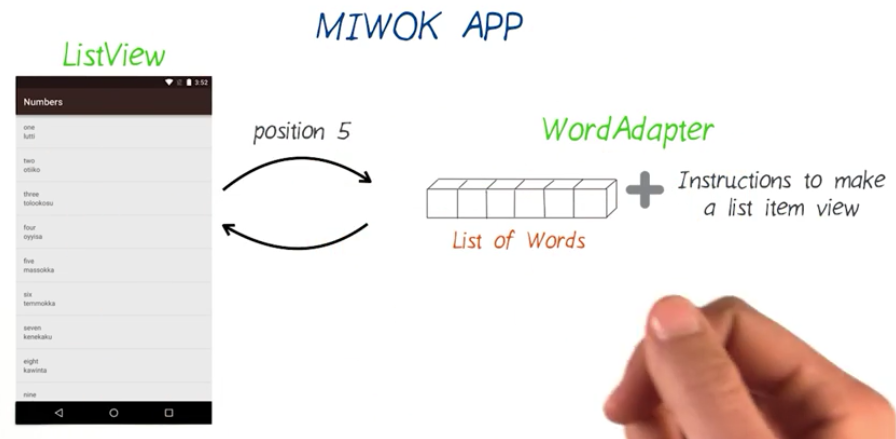 MIWOK APP
ListView
3:52
Numbers
one
lutti
two
otiiko
three
tolookosu
four
oyyisa
five
massokka
six
temmokka
seven
kenekaku
eight
kawinta
nine
position 5
WordAdapter
List of Words
Instructions to make
a list item view